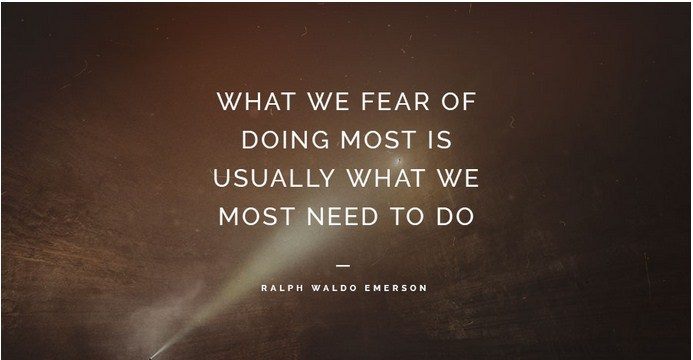 WHAT WE FEAR OF
DOING MOST IS
USUALLY WHAT WE
MOST NEED TO DO
—
RALPH WALDO EMERSON